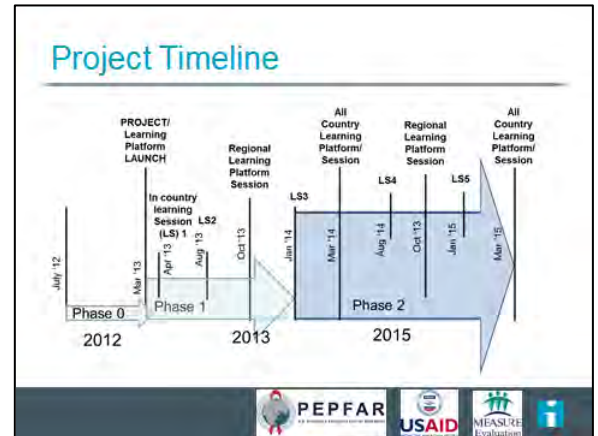 Project Timeline
PROJECT/
Learning
Platform
LAUNCH
In country
learning
Session
(LS) 1
LS2
Regional
Learning
Platform
Session
LS3
All
Country
Learning
Platform/
Session
LS4
Regional
Learning
Platform
Session
LS5
All
Country
Learning
Platform/
Session
July '12
Mar '13
Apr '13
Aug '13
Oct '13
Jan '14
Mar '14
Aug '14
Oct '13
Jan '15
Mar '15
Phase 0
Phase 1
Phase 2
2012
2013
2015
PEPFAR
USAID
MEASURE
Evaluation